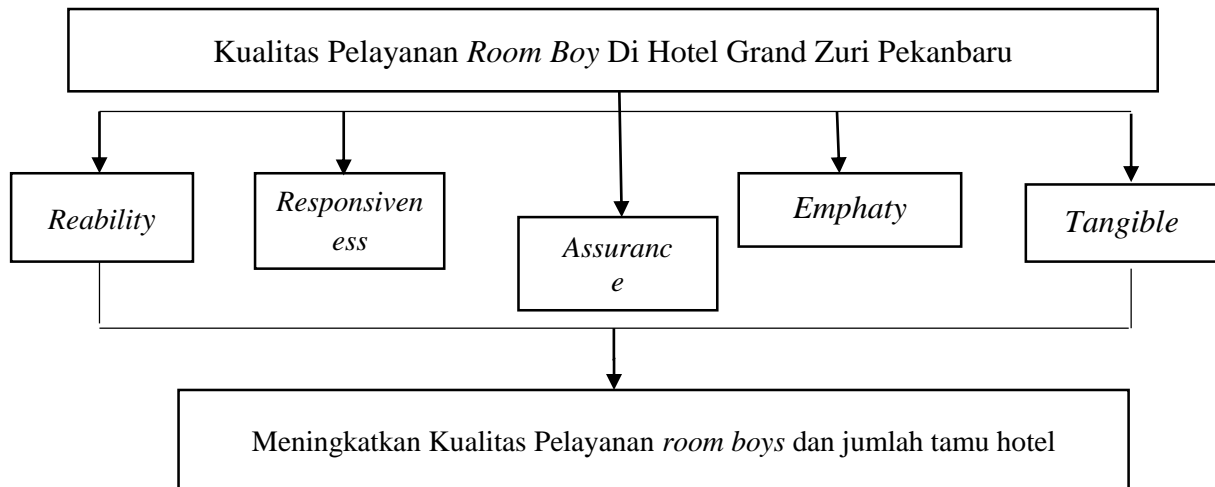 Kualitas Pelayanan Room Boy Di Hotel Grand Zuri Pekanbaru
Reability
Responsiven
ess
Assuranc
e
Emphaty
Tangible
Meningkatkan Kualitas Pelayanan room boys dan jumlah tamu hotel